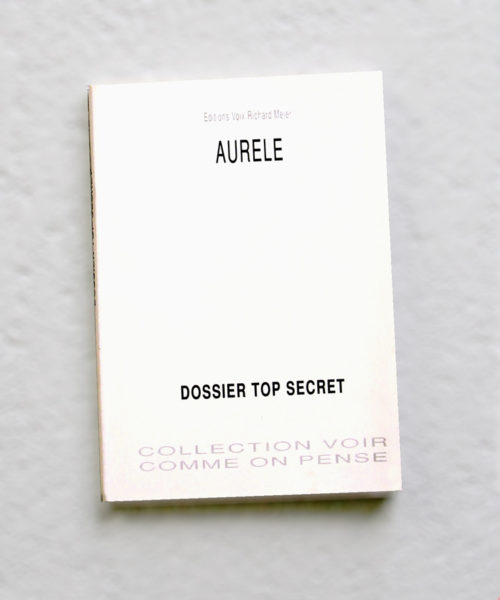 Editions Voix Richard Meier
AURELE
DOSSIER TOP SECRET
COLLECTION VOIR
COMME ON PENSE